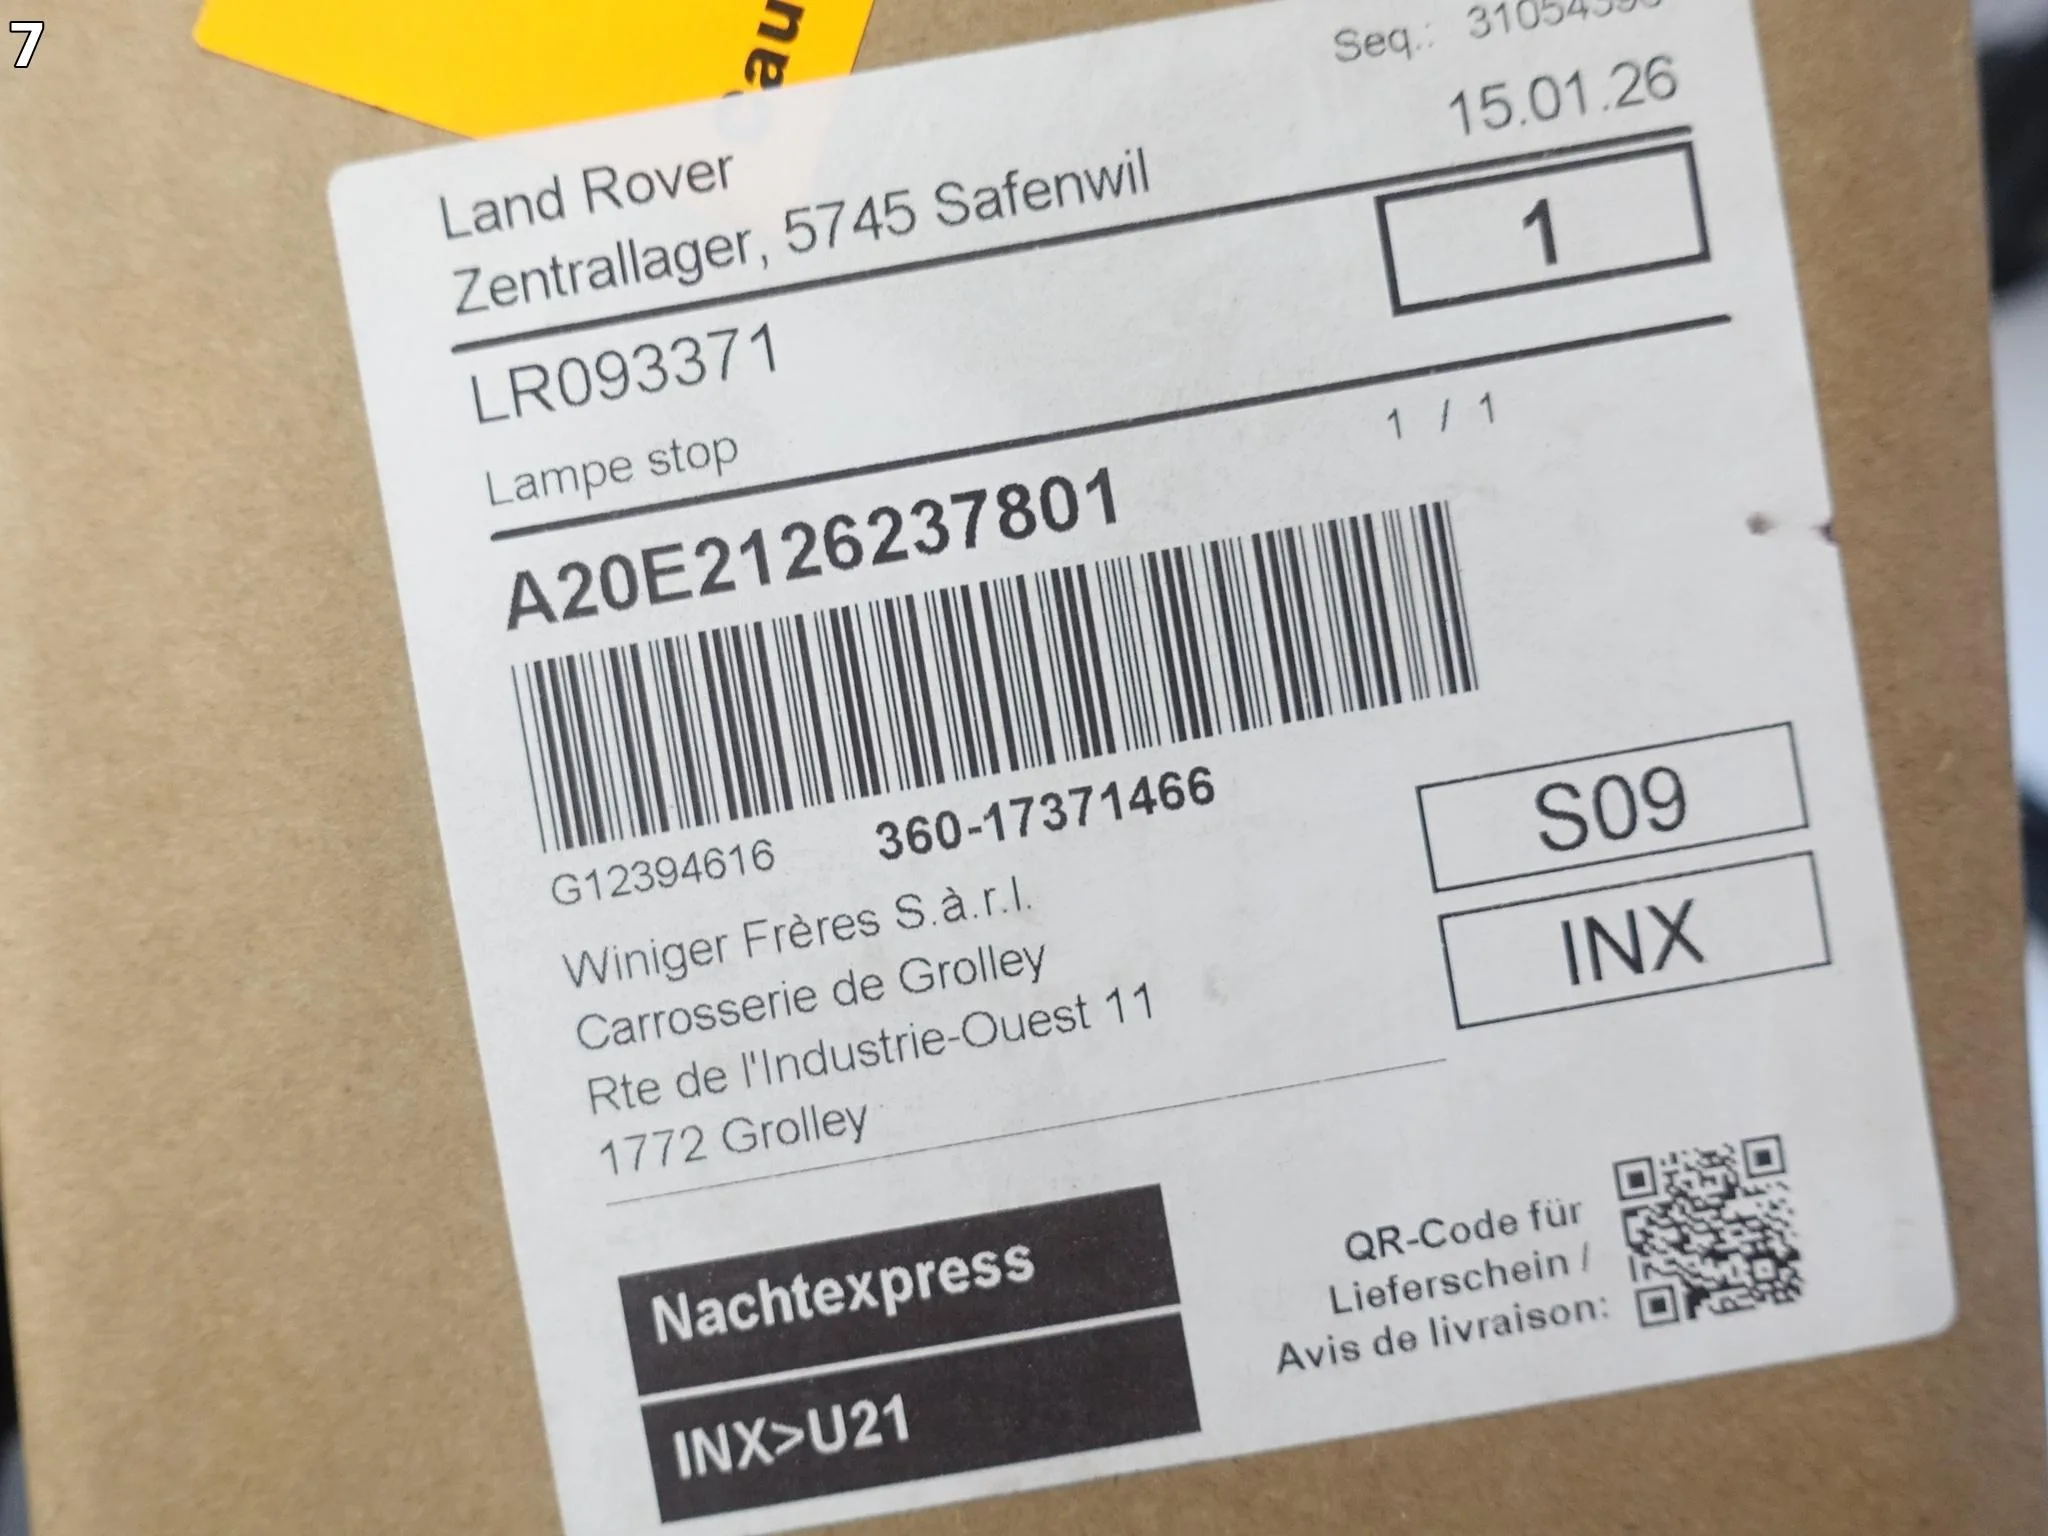 7
cau
Seq.:
15.01.26
Land Rover
Zentrallager, 5745 Safenwil
1
LR093371
Lampe stop
1 / 1
A20E2126237801
G12394616
360-17371466
S09
INX
Winiger Frères S.à.r.l.
Carrosserie de Grolley
Rte de l'Industrie-Ouest 11
1772 Grolley
Nachtexpress
INX>U21
QR-Code für
Lieferschein /
Avis de livraison: